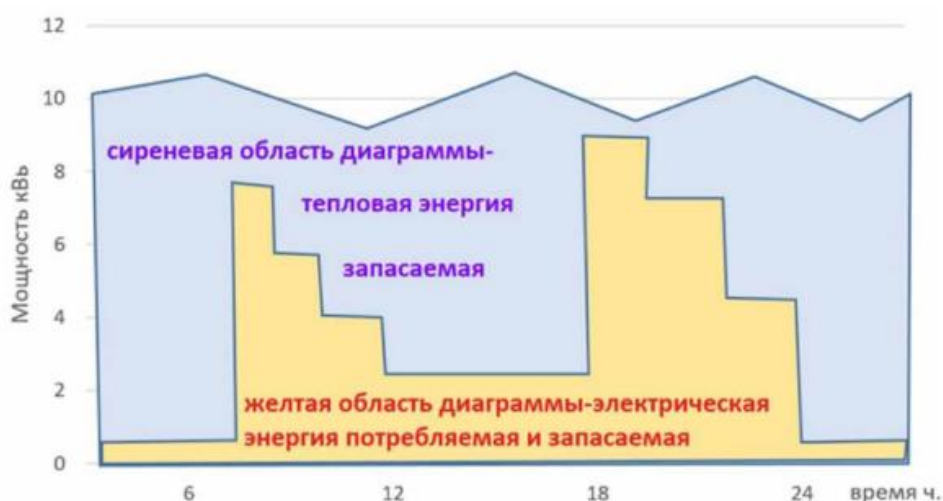 12
10
8
6
4
2
0
Мощность кВь
сиреневая область диаграммы-
тепловая энергия
запасаемая
желтая область диаграммы-электрическая
энергия потребляемая и запасаемая
6 12 18 24 время ч.